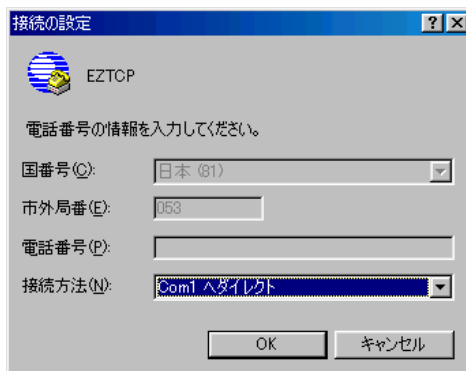 接続の設定
EZTCP
電話番号の情報を入力してください。
国番号(C): 日本 (81)
市外局番(E): 053
電話番号(P):
接続方法(N): Com1 へダイレクト
OK キャンセル